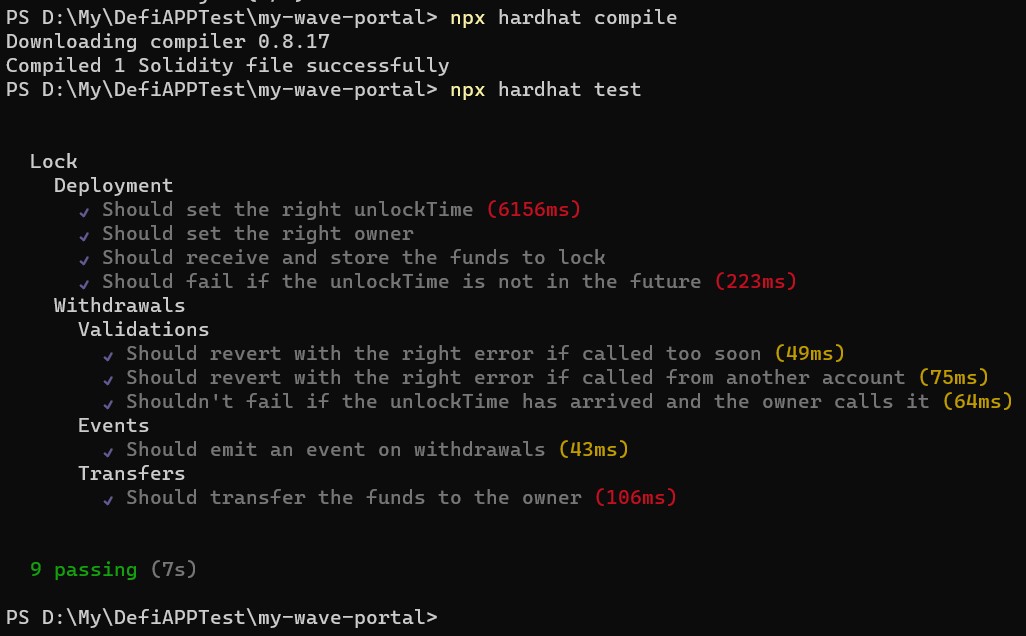 PS D:\My\DefiAPPTest\my-wave-portal> npx hardhat compile
Downloading compiler 0.8.17
Compiled 1 Solidity file successfully
PS D:\My\DefiAPPTest\my-wave-portal> npx hardhat test
Lock
Deployment
✓ Should set the right unlockTime (6156ms)
✓ Should set the right owner
✓ Should receive and store the funds to lock
✓ Should fail if the unlockTime is not in the future (223ms)
Withdrawals
Validations
✓ Should revert with the right error if called too soon (49ms)
✓ Should revert with the right error if called from another account (75ms)
✓ Shouldn't fail if the unlockTime has arrived and the owner calls it (64ms)
Events
✓ Should emit an event on withdrawals (43ms)
Transfers
✓ Should transfer the funds to the owner (106ms)
9 passing (7s)
PS D:\My\DefiAPPTest\my-wave-portal>